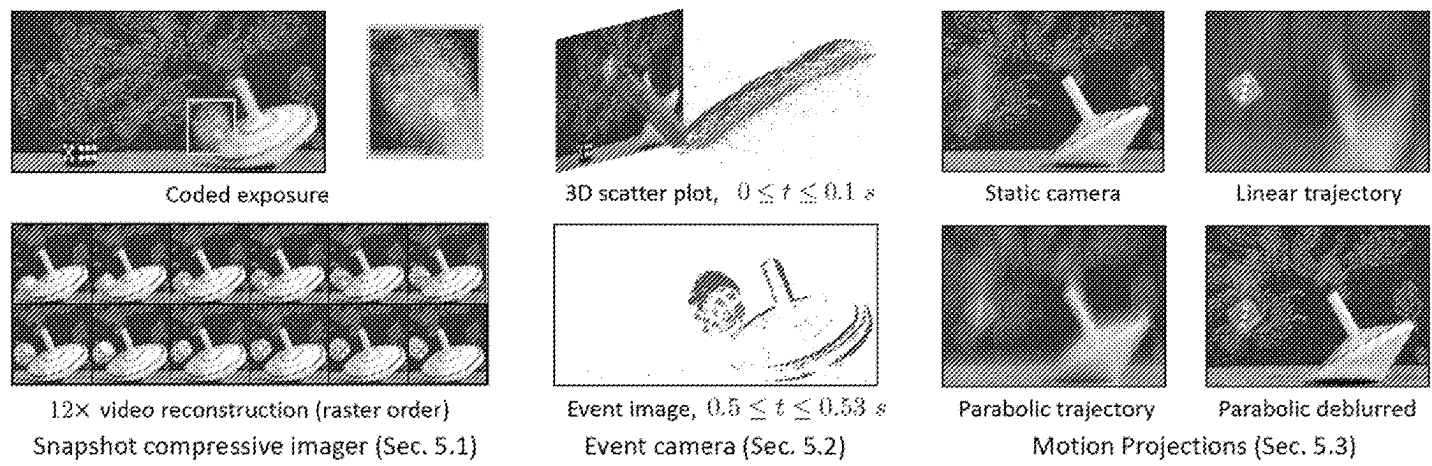 Coded exposure
12× video reconstruction (raster order)
Snapshot compressive imager (Sec. 5.1)
3D scatter plot, 0 ≤ t ≤ 0.1 s
Event image, 0.5 ≤ t ≤ 0.53 s
Event camera (Sec. 5.2)
Static camera
Linear trajectory
Parabolic trajectory
Parabolic deblurred
Motion Projections (Sec. 5.3)